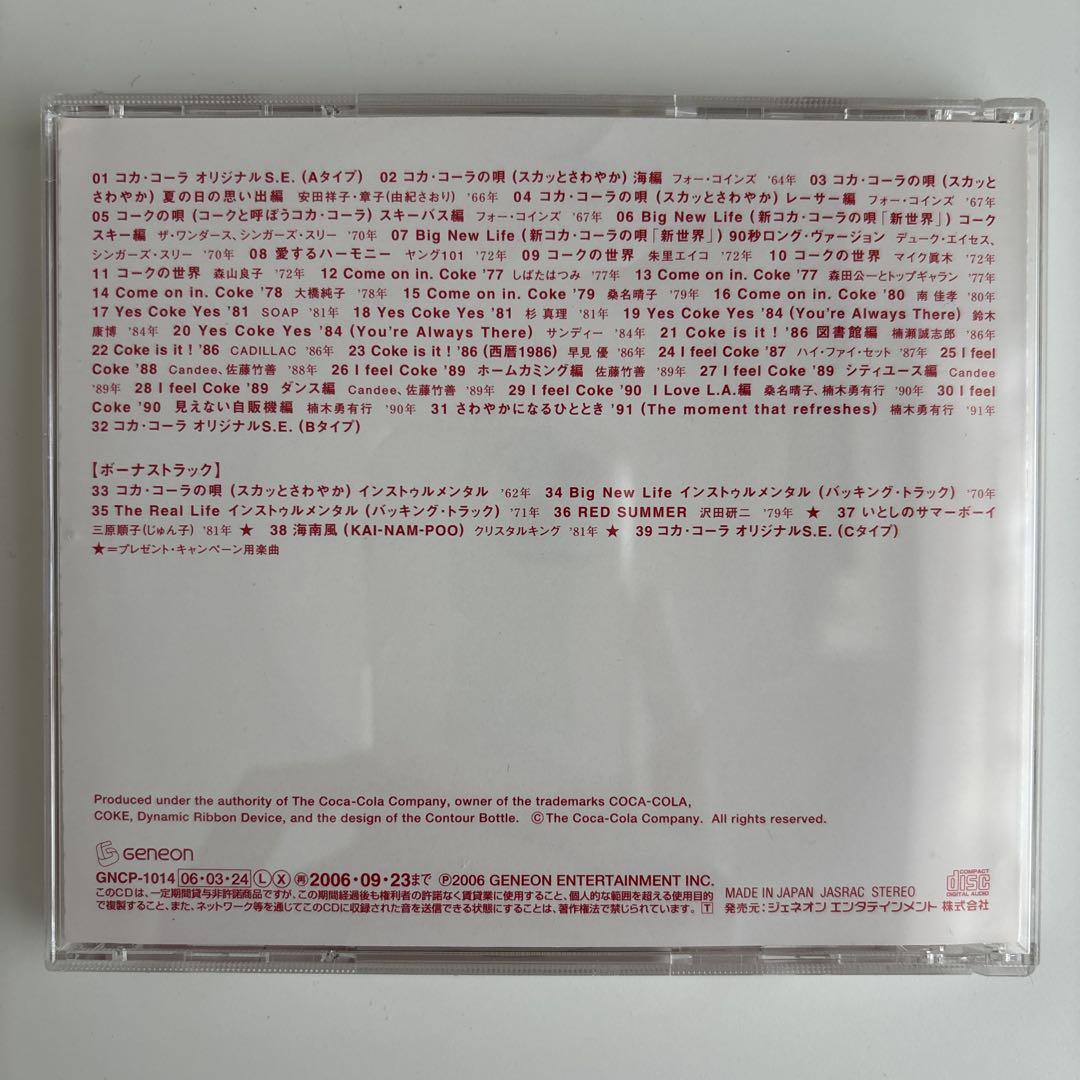 01 コカ・コーラ オリジナルS.E. (Aタイプ) 02 コカ・コーラの唄 (スカッとさわやか) 海編 フォー・コインズ '64年 03 コカ・コーラの唄 (スカッと
さわやか) 夏の日の思い出編 安田祥子・章子(由紀さおり) '66年 04 コカ・コーラの唄 (スカッとさわやか) レーサー編 フォー・コインズ '67年
05 コークの唄 (コークと呼ぼうコカ・コーラ) スキーバス編 フォー・コインズ '67年 06 Big New Life (新コカ・コーラの唄「新世界」) コーク
スキー編 ザ・ワンダース、シンガーズ・スリー '70年 07 Big New Life (新コカ・コーラの唄「新世界」) 90秒ロング・ヴァージョン デューク・エイセス、
シンガーズ・スリー '70年 08 愛するハーモニー ヤング101 '72年 09 コークの世界 朱里エイコ '72年 10 コークの世界 マイク眞木 '72年
11 コークの世界 森山良子 '72年 12 Come on in. Coke '77 しばたはつみ '77年 13 Come on in. Coke '77 森田公一とトップギャラン '77年
14 Come on in. Coke '78 大橋純子 '78年 15 Come on in. Coke '79 桑名晴子 '79年 16 Come on in. Coke '80 南 佳孝 '80年
17 Yes Coke Yes '81 SOAP '81年 18 Yes Coke Yes '81 杉 真理 '81年 19 Yes Coke Yes '84 (You're Always There) 鈴木
康博 '84年 20 Yes Coke Yes '84 (You're Always There) サンディー '84年 21 Coke is it ! '86 図書館編 楠瀬誠志郎 '86年
22 Coke is it ! '86 CADILLAC '86年 23 Coke is it ! '86 (西暦1986) 早見 優 '86年 24 I feel Coke '87 ハイ・ファイ・セット '87年 25 I feel
Coke '88 Candee、佐藤竹善 '88年 26 I feel Coke '89 ホームカミング編 佐藤竹善 '89年 27 I feel Coke '89 シティユース編 Candee
'89年 28 I feel Coke '89 ダンス編 Candee、佐藤竹善 '89年 29 I feel Coke '90 I Love L.A.編 桑名晴子、楠木勇有行 '90年 30 I feel
Coke '90 見えない自販機編 楠木勇有行 '90年 31 さわやかになるひととき '91 (The moment that refreshes) 楠木勇有行 '91年
32 コカ・コーラ オリジナルS.E. (Bタイプ)
【ボーナストラック】
33 コカ・コーラの唄 (スカッとさわやか) インストゥルメンタル '62年 34 Big New Life インストゥルメンタル (バッキング・トラック) '70年
35 The Real Life インストゥルメンタル (バッキング・トラック) '71年 36 RED SUMMER 沢田研二 '79年 ★ 37 いとしのサマーボーイ
三原順子(じゅん子) '81年 ★ 38 海南風 (KAI-NAM-POO) クリスタルキング '81年 ★ 39 コカ・コーラ オリジナルS.E. (Cタイプ)
★=プレゼント・キャンペーン用楽曲
Produced under the authority of The Coca-Cola Company, owner of the trademarks COCA-COLA,
COKE, Dynamic Ribbon Device, and the design of the Contour Bottle. ©The Coca-Cola Company. All rights reserved.
GENEON
GNCP-1014 06・03・24 Ⓛ Ⓧ ㊞2006・09・23まで ℗2006 GENEON ENTERTAINMENT INC.
このCDは、一定期間貸与非許諾商品ですが、この期間経過後も権利者の許諾なく賃貸業に使用すること、個人的な範囲を超える使用目的
で複製すること、また、ネットワーク等を通じてこのCDに収録された音を送信できる状態にすることは、著作権法で禁じられています。 T
MADE IN JAPAN JASRAC STEREO
発売元:ジェネオン エンタテインメント 株式会社
COMPACT
disc
DIGITAL AUDIO